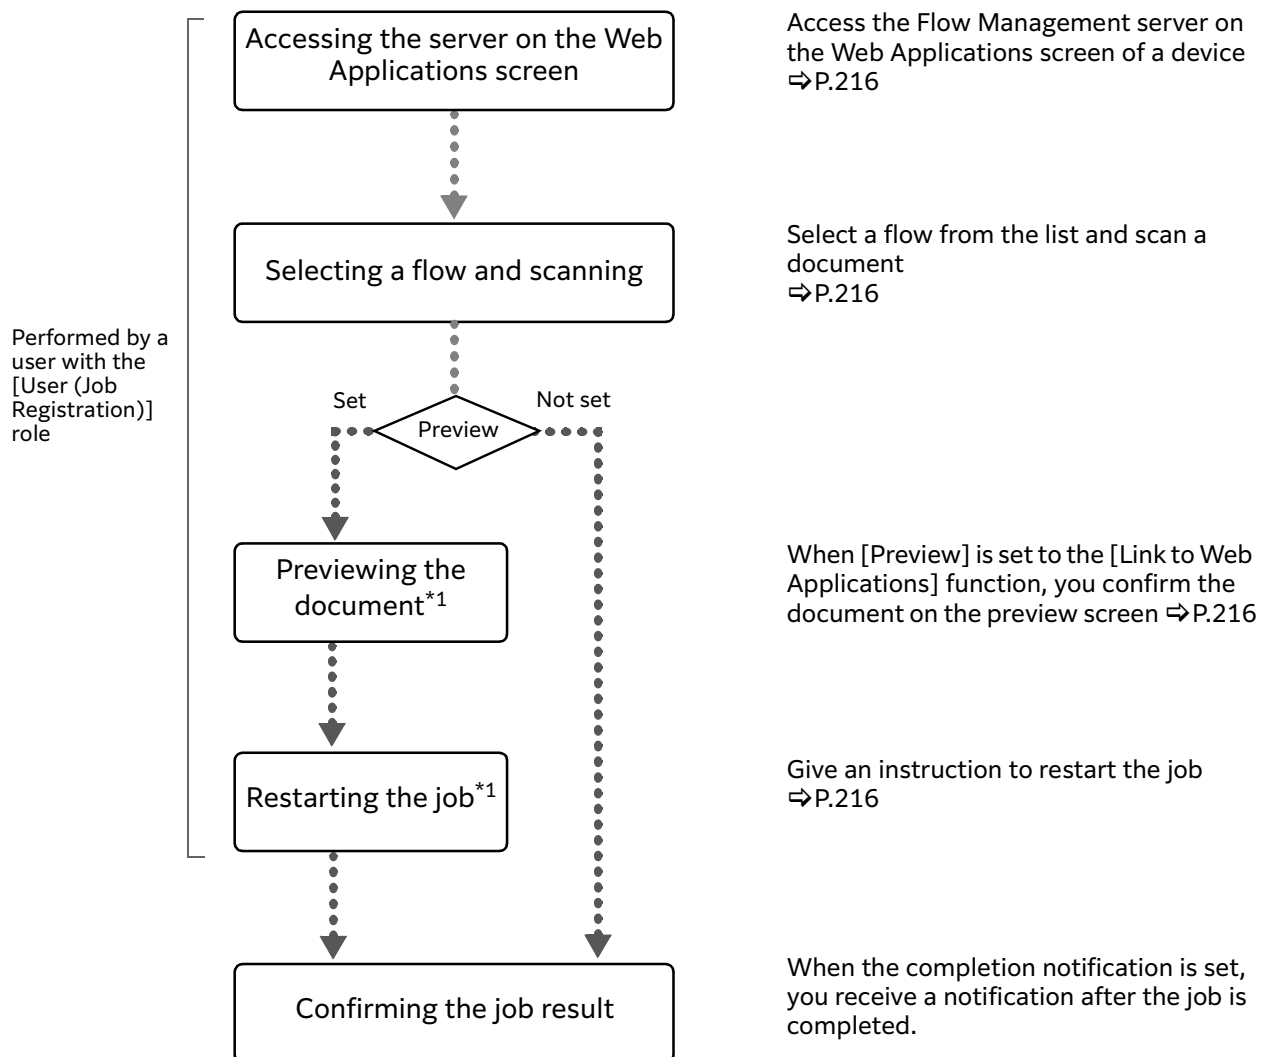 Accessing the server on the Web
Applications screen
Access the Flow Management server on
the Web Applications screen of a device
⇨P.216
Selecting a flow and scanning
Select a flow from the list and scan a
document
⇨P.216
Performed by a
user with the
[User (Job
Registration)]
role
Set
Not set
Preview
Previewing the
document*1
When [Preview] is set to the [Link to Web
Applications] function, you confirm the
document on the preview screen ⇨P.216
Restarting the job*1
Give an instruction to restart the job
⇨P.216
Confirming the job result
When the completion notification is set,
you receive a notification after the job is
completed.